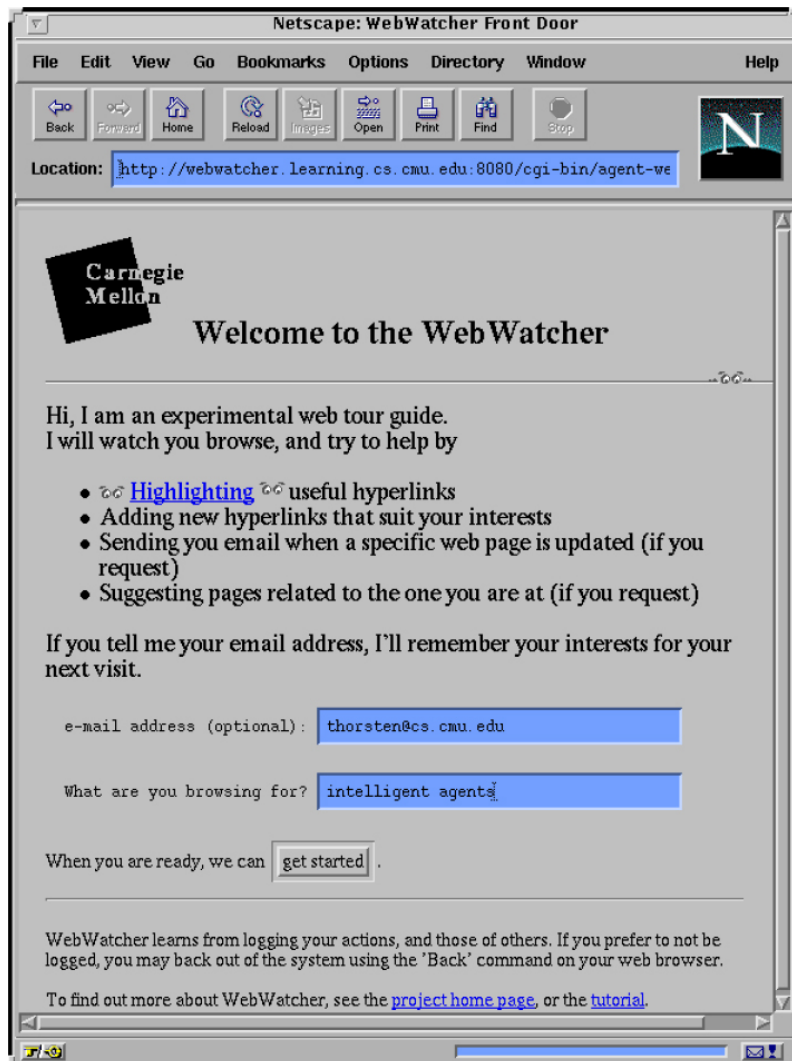 Netscape: WebWatcher Front Door
File Edit View Go Bookmarks Options Directory Window Help
Back Forward Home Reload Images Open Print Find Stop
N
Location: http://webwatcher.learning.cs.cmu.edu:8080/cgi-bin/agent-we
Carnegie
Mellon
Welcome to the WebWatcher
Hi, I am an experimental web tour guide.
I will watch you browse, and try to help by
• Highlighting useful hyperlinks
• Adding new hyperlinks that suit your interests
• Sending you email when a specific web page is updated (if you
request)
• Suggesting pages related to the one you are at (if you request)
If you tell me your email address, I'll remember your interests for your
next visit.
e-mail address (optional): thorsten@cs.cmu.edu
What are you browsing for? intelligent agents
When you are ready, we can get started .
WebWatcher learns from logging your actions, and those of others. If you prefer to not be
logged, you may back out of the system using the 'Back' command on your web browser.
To find out more about WebWatcher, see the project home page, or the tutorial.